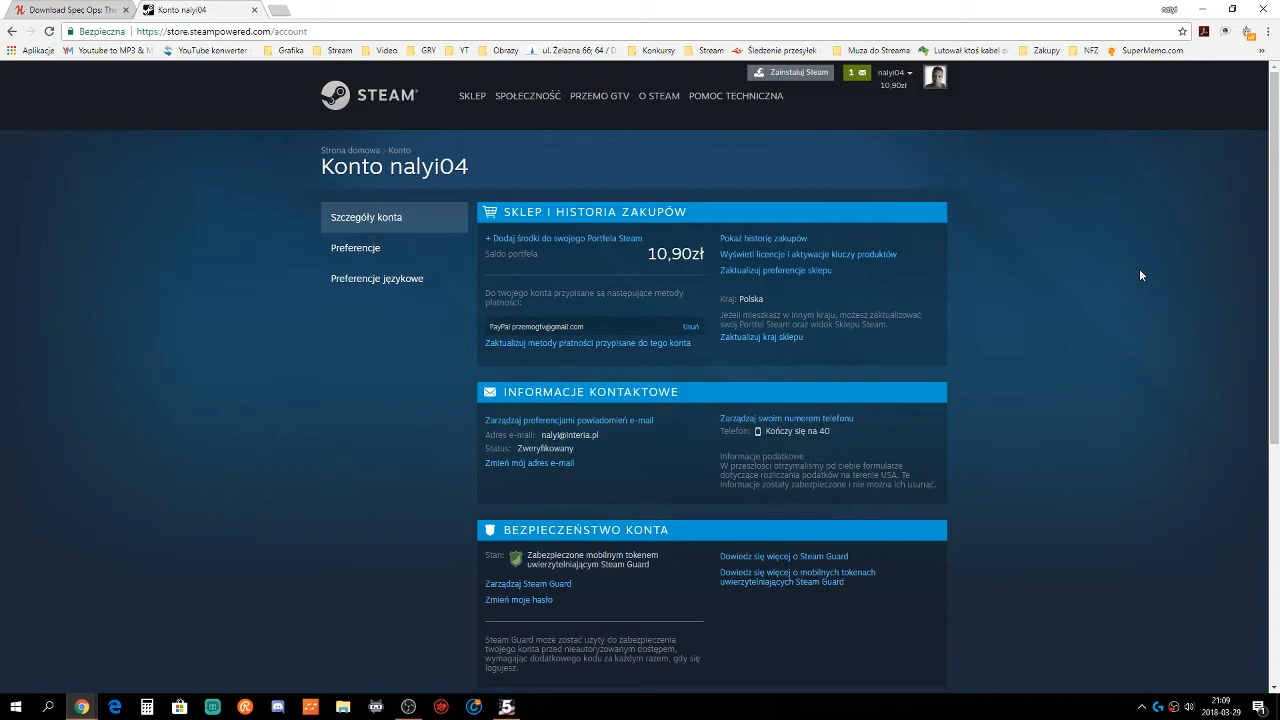 Download Spec Ops: The
Konto nalyi04
nalyi
Bezpieczna
https://store.steampowered.com/account
Aplikacje
Youtube to MP3 & M
YouTube konwerter -
Grafika
Stream
Video
GRY
YT
Obrazy
ul. Żelazna 66; 64 / D
Konkursy
Steam
Śledzenie przesyłek
Muza do Streama
Lutował ktoś kabel o
Zakupy
NFZ
SuperMemo.com
»
Zainstaluj Steam
1
nalyi04
10,90zł
STEAM
SKLEP
SPOŁECZNOŚĆ
PRZEMO GTV
O STEAM
POMOC TECHNICZNA
Strona domowa > Konto
Konto nalyi04
Szczegóły konta
Preferencje
Preferencje językowe
SKLEP I HISTORIA ZAKUPÓW
+ Dodaj środki do swojego Portfela Steam
Saldo portfela
10,90zł
Do twojego konta przypisane są następujące metody
płatności:
PayPal przemogtv@gmail.com
Usuń
Zaktualizuj metody płatności przypisane do tego konta
Pokaż historię zakupów
Wyświetl licencje i aktywacje kluczy produktów
Zaktualizuj preferencje sklepu
Kraj: Polska
Jeżeli mieszkasz w innym kraju, możesz zaktualizować
swój Portfel Steam oraz widok Sklepu Steam.
Zaktualizuj kraj sklepu
INFORMACJE KONTAKTOWE
Zarządzaj preferencjami powiadomień e-mail
Adres e-mail: nalyi@interia.pl
Status: Zweryfikowany
Zmień mój adres e-mail
Zarządzaj swoim numerem telefonu
Telefon: Kończy się na 40
Informacje podatkowe
W przeszłości otrzymaliśmy od ciebie formularze
dotyczące rozliczania podatków na terenie USA. Te
informacje zostały zabezpieczone i nie można ich usunąć.
BEZPIECZEŃSTWO KONTA
Stan: Zabezpieczone mobilnym tokenem
uwierzytelniającym Steam Guard
Zarządzaj Steam Guard
Zmień moje hasło
Steam Guard może zostać użyty do zabezpieczenia
twojego konta przed nieautoryzowanym dostępem,
wymagając dodatkowego kodu za każdym razem, gdy się
logujesz.
Dowiedz się więcej o Steam Guard
Dowiedz się więcej o mobilnych tokenach
uwierzytelniających Steam Guard
21:09
2018-03-29